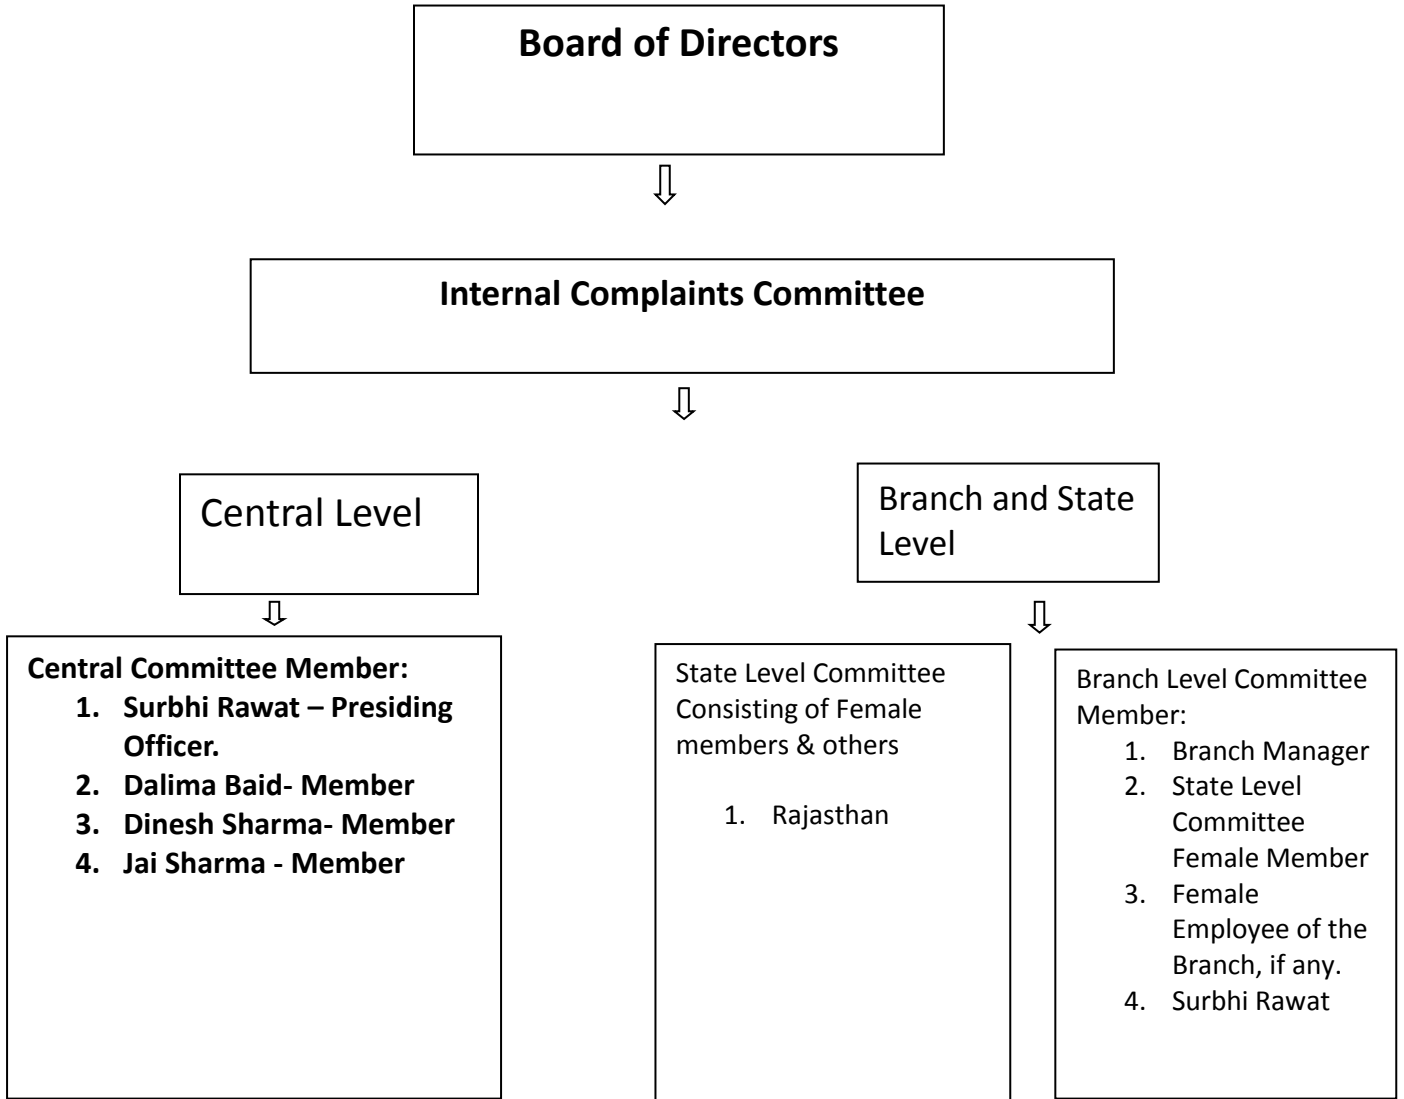 Board of Directors
Internal Complaints Committee
Central Level
Branch and State
Level
Central Committee Member:
1. Surbhi Rawat – Presiding
Officer.
2. Dalima Baid- Member
3. Dinesh Sharma- Member
4. Jai Sharma - Member
State Level Committee
Consisting of Female
members & others
1. Rajasthan
Branch Level Committee
Member:
1. Branch Manager
2. State Level
Committee
Female Member
3. Female
Employee of the
Branch, if any.
4. Surbhi Rawat